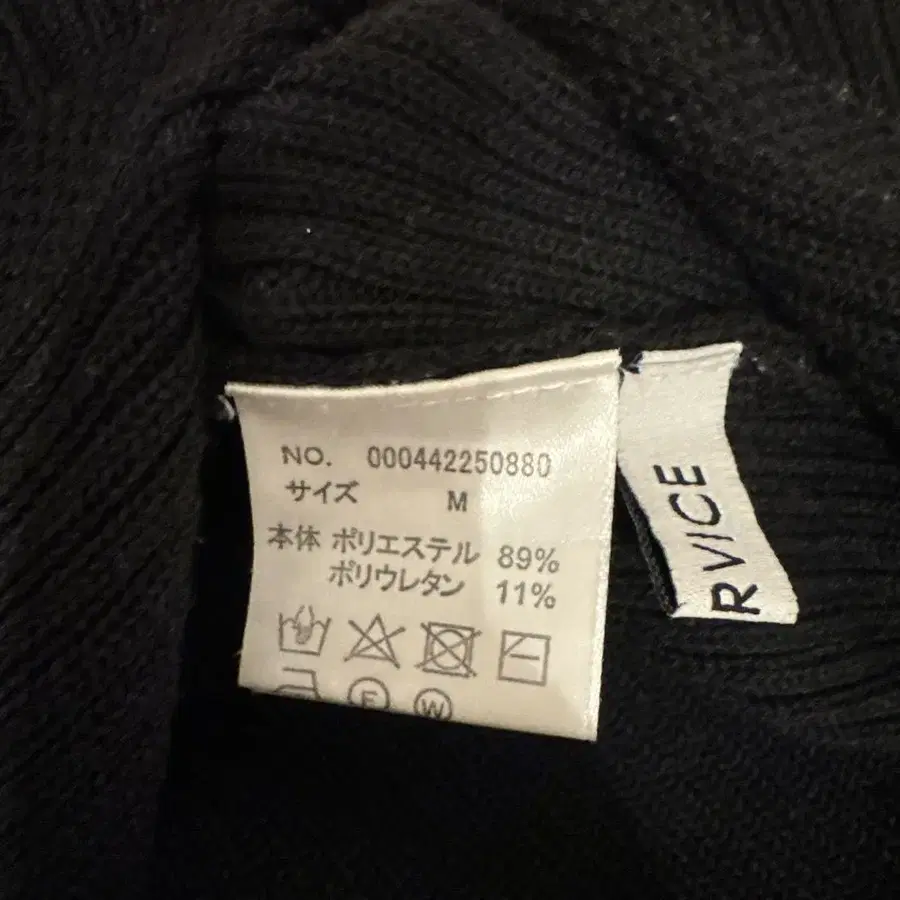 NO. 000442250880
サイズ M
本体 ポリエステル 89%
ポリウレタン 11%
F W
RVICE